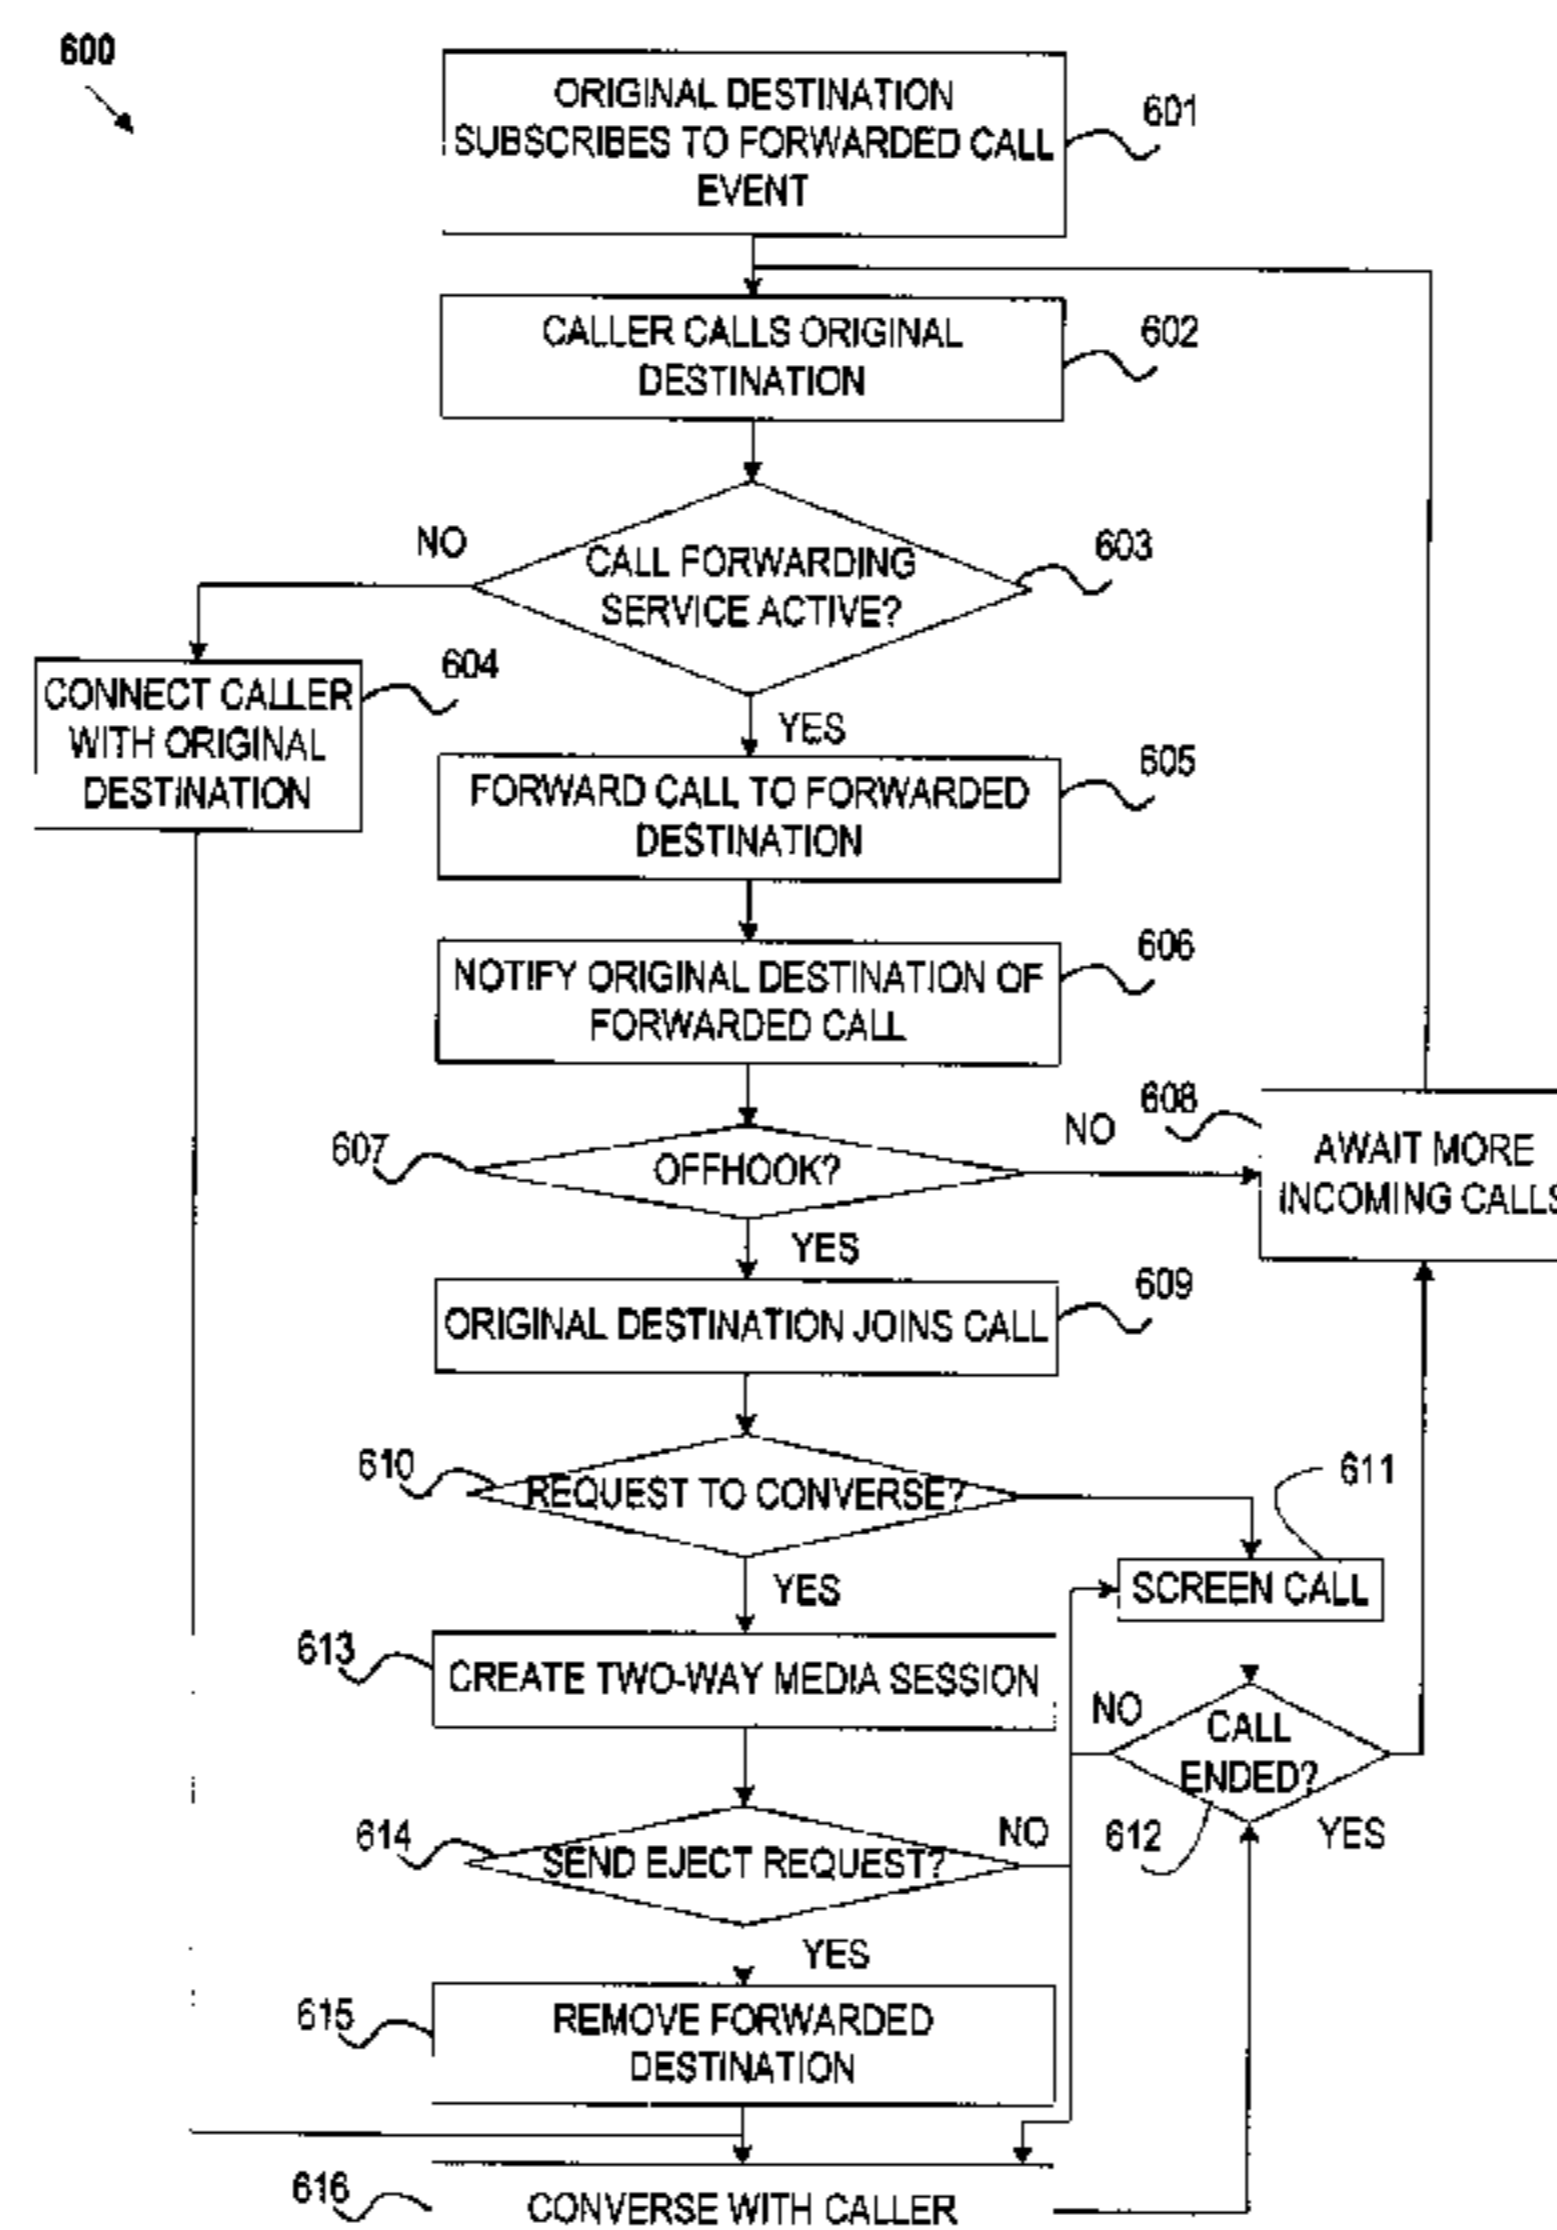 600
ORIGINAL DESTINATION
SUBSCRIBES TO FORWARDED CALL
EVENT
601
CALLER CALLS ORIGINAL
DESTINATION
602
NO
CALL FORWARDING
SERVICE ACTIVE?
603
CONNECT CALLER
WITH ORIGINAL
DESTINATION
604
YES
FORWARD CALL TO FORWARDED
DESTINATION
605
NOTIFY ORIGINAL DESTINATION OF
FORWARDED CALL
606
607
OFFHOOK?
NO
608
AWAIT MORE
INCOMING CALLS
YES
ORIGINAL DESTINATION JOINS CALL
609
610
REQUEST TO CONVERSE?
611
YES
SCREEN CALL
613
CREATE TWO-WAY MEDIA SESSION
NO
CALL
ENDED?
612
YES
614
SEND EJECT REQUEST?
NO
YES
615
REMOVE FORWARDED
DESTINATION
616
CONVERSE WITH CALLER